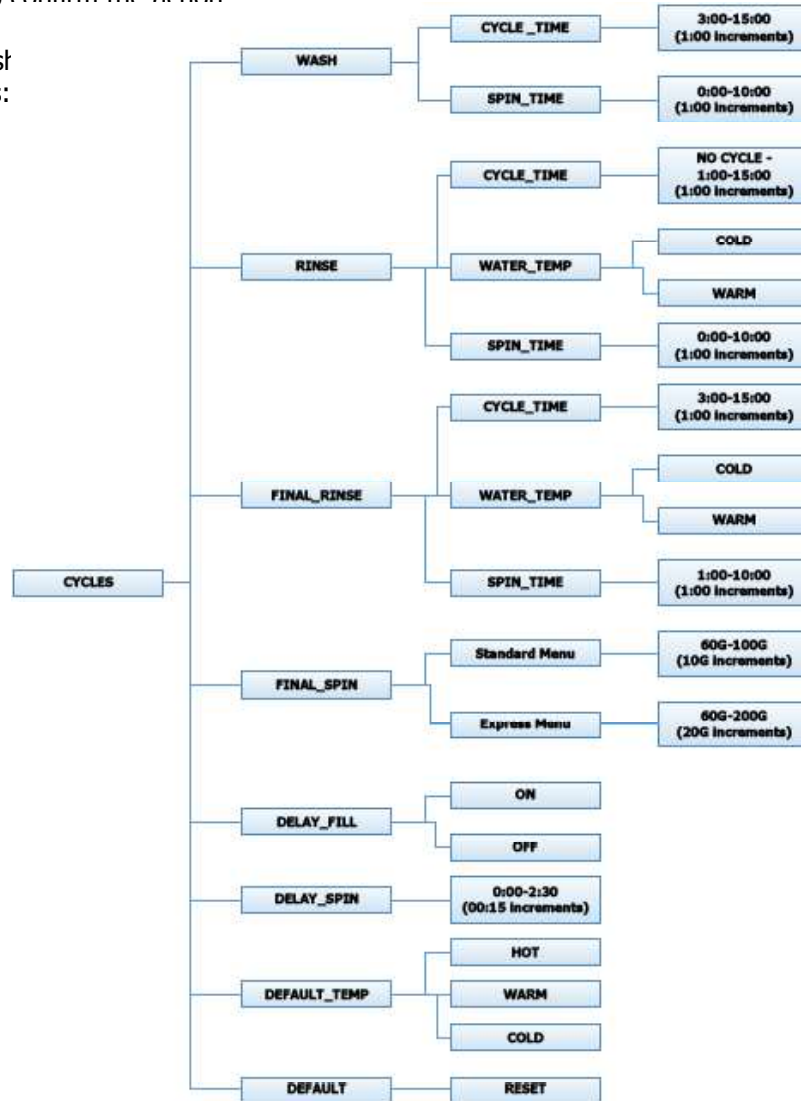 WASH
CYCLE_TIME
3:00-15:00
(1:00 increments)
SPIN_TIME
0:00-10:00
(1:00 increments)
RINSE
CYCLE_TIME
NO CYCLE -
1:00-15:00
(1:00 increments)
WATER_TEMP
COLD
WARM
SPIN_TIME
0:00-10:00
(1:00 increments)
FINAL_RINSE
CYCLE_TIME
3:00-15:00
(1:00 increments)
WATER_TEMP
COLD
WARM
SPIN_TIME
1:00-10:00
(1:00 increments)
CYCLES
FINAL_SPIN
Standard Menu
60G-100G
(10G increments)
Express Menu
60G-200G
(20G increments)
DELAY_FILL
ON
OFF
DELAY_SPIN
0:00-2:30
(00:15 increments)
DEFAULT_TEMP
HOT
WARM
COLD
DEFAULT
RESET